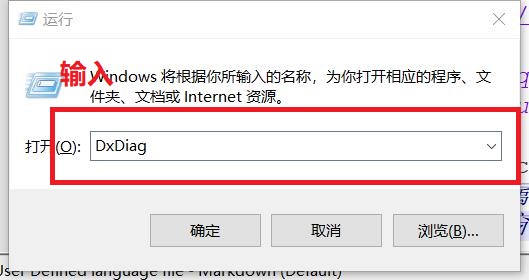 运行
输入
Windows 将根据你所输入的名称，为你打开相应的程序、文
件夹、文档或 Internet 资源。
打开(O): DxDiag
确定 取消 浏览(B)...
User Defined language file - Markdown (Default)